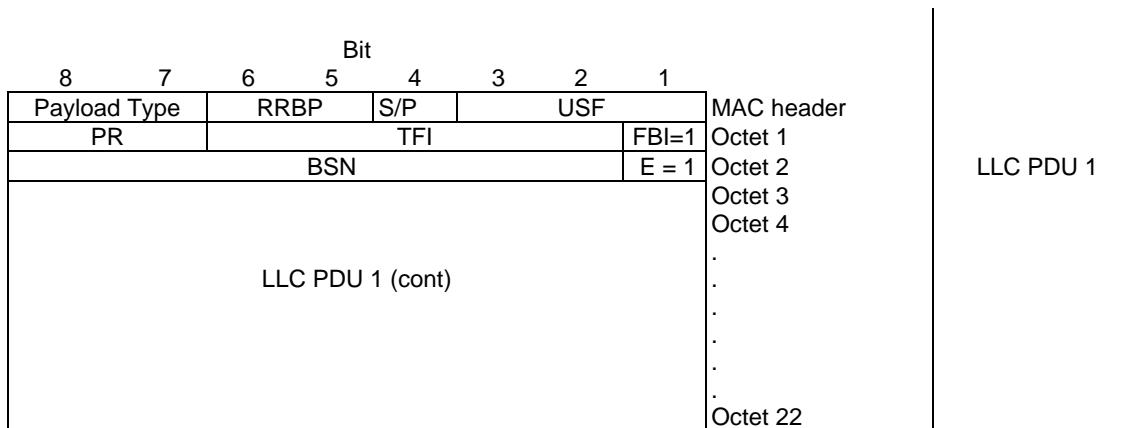 Bit
8 7 6 5 4 3 2 1
Payload Type RRBP S/P USF MAC header
PR TFI FBI=1 Octet 1
BSN E = 1 Octet 2 LLC PDU 1
Octet 3
Octet 4
.
LLC PDU 1 (cont) .
.
.
.
.
Octet 22